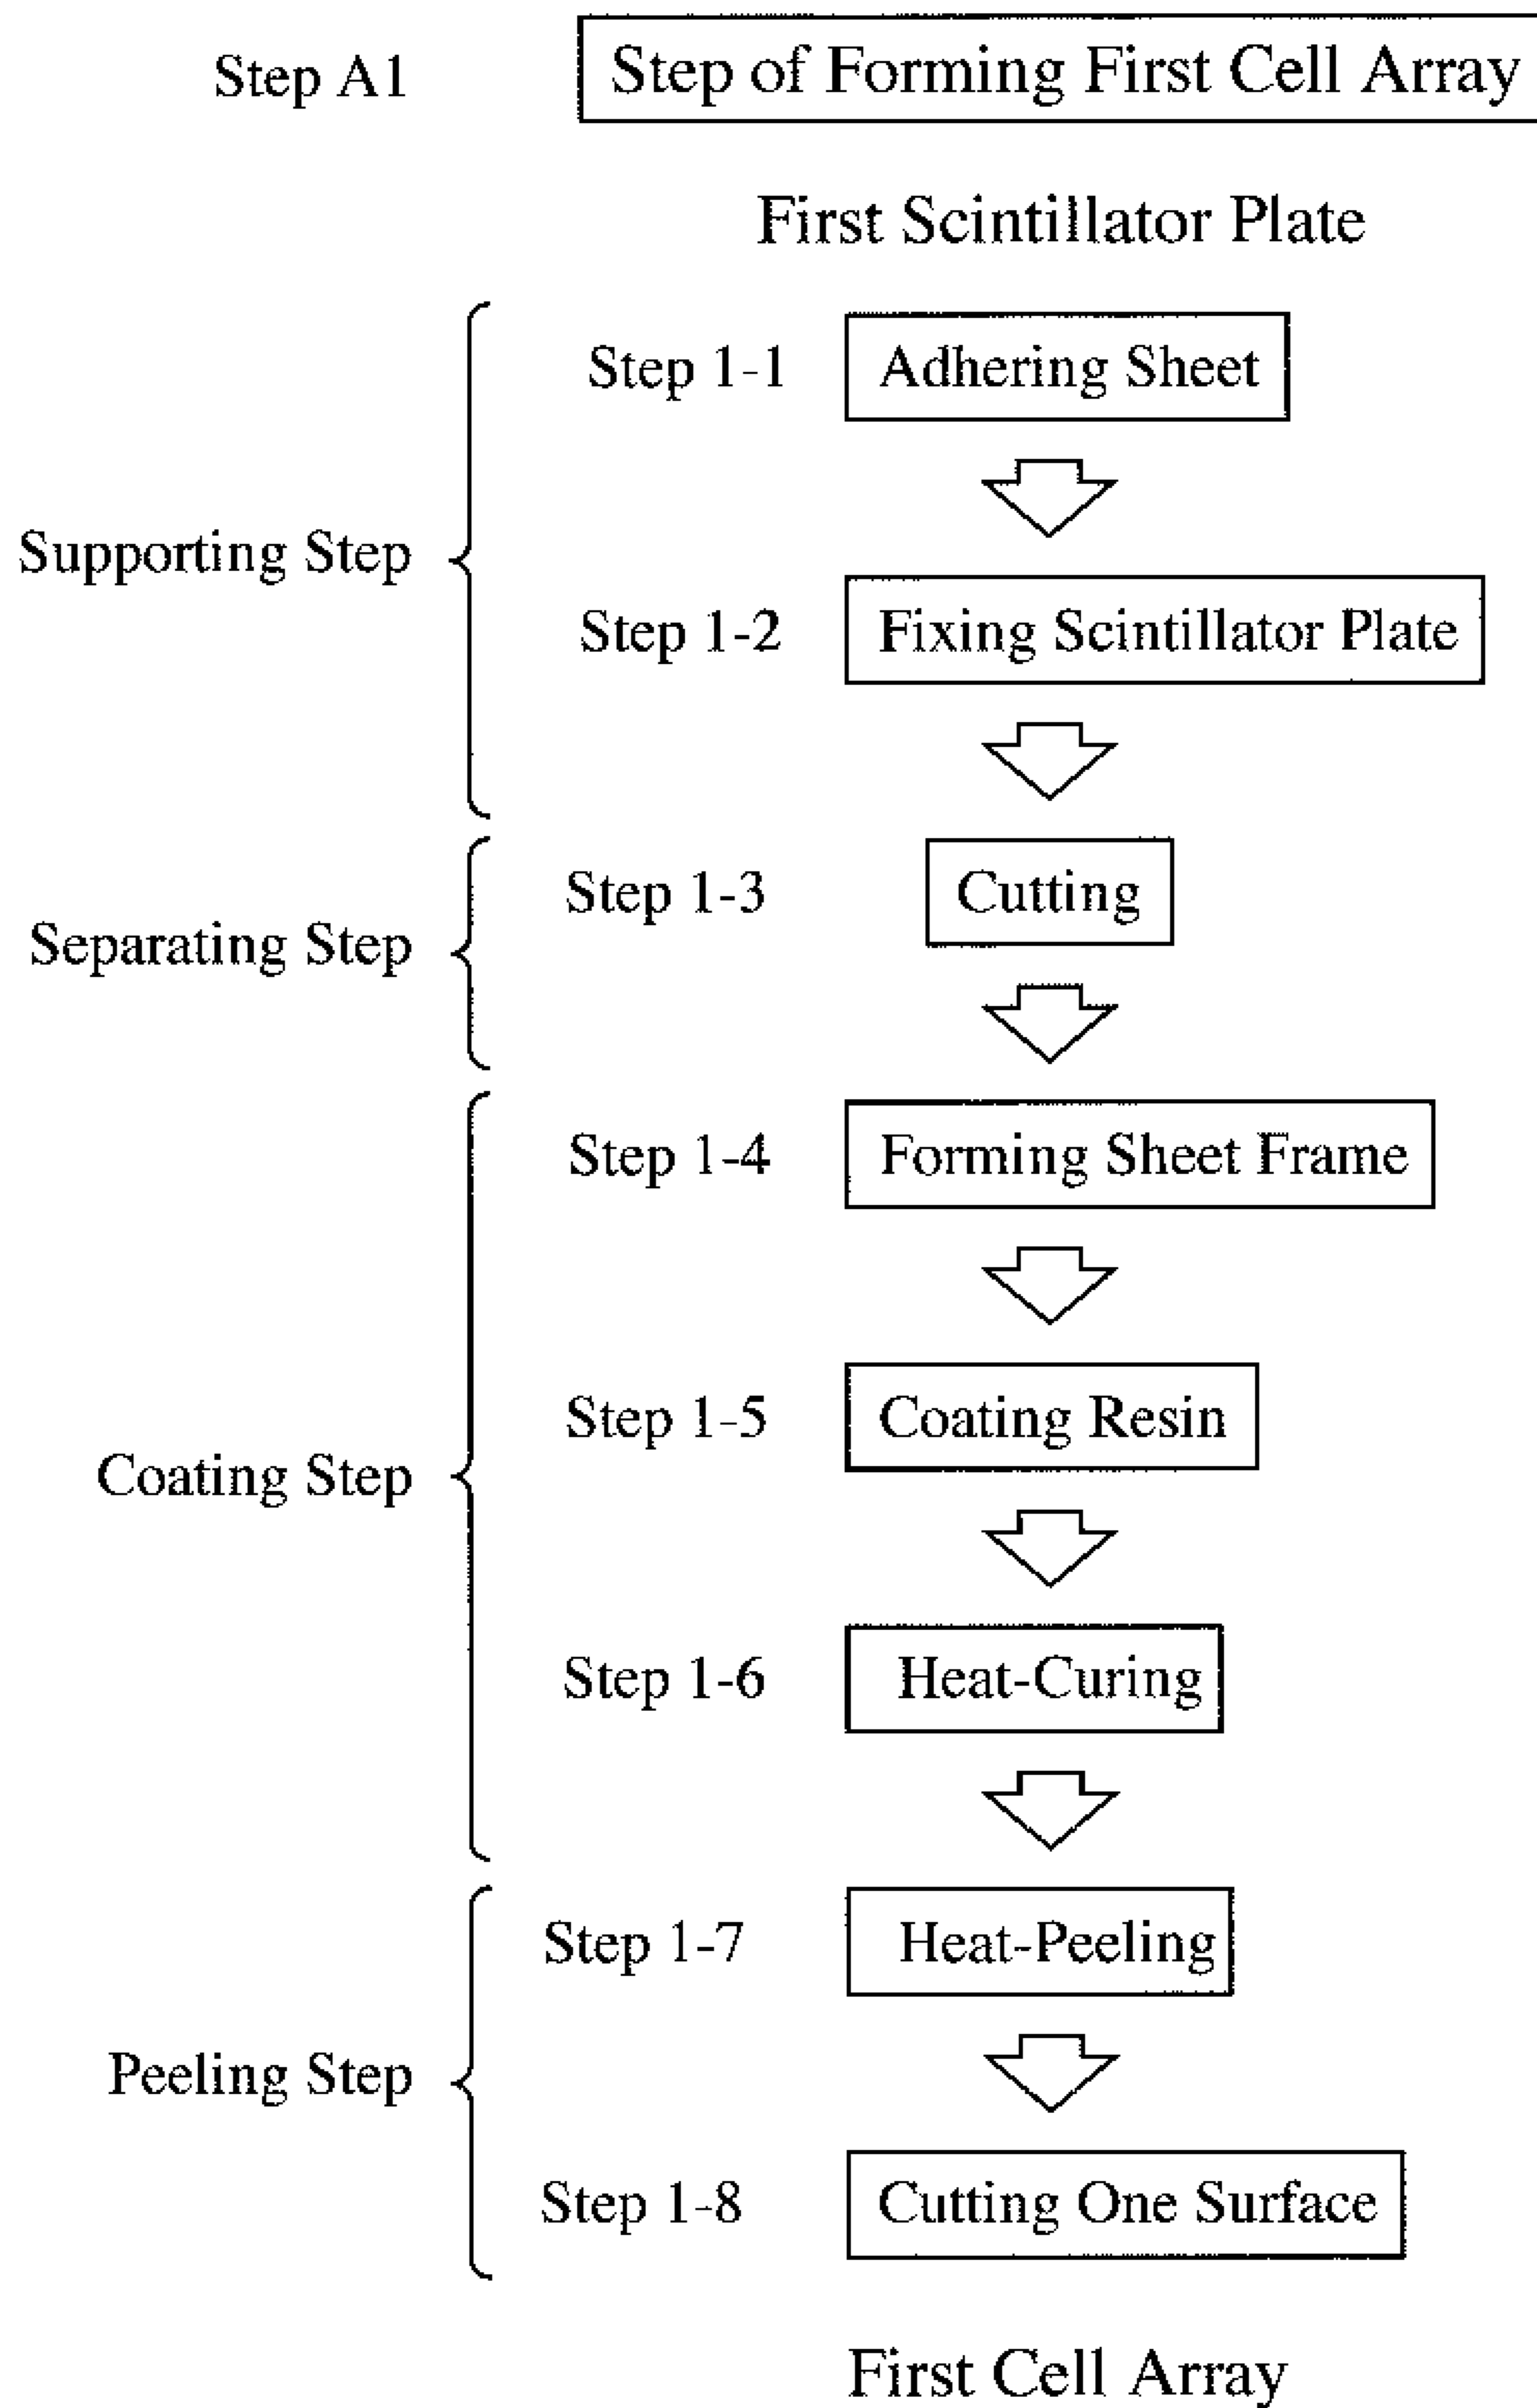 Step A1 Step of Forming First Cell Array
First Scintillator Plate
Supporting Step
Step 1-1 Adhering Sheet
Step 1-2 Fixing Scintillator Plate
Separating Step
Step 1-3 Cutting
Coating Step
Step 1-4 Forming Sheet Frame
Step 1-5 Coating Resin
Step 1-6 Heat-Curing
Peeling Step
Step 1-7 Heat-Peeling
Step 1-8 Cutting One Surface
First Cell Array